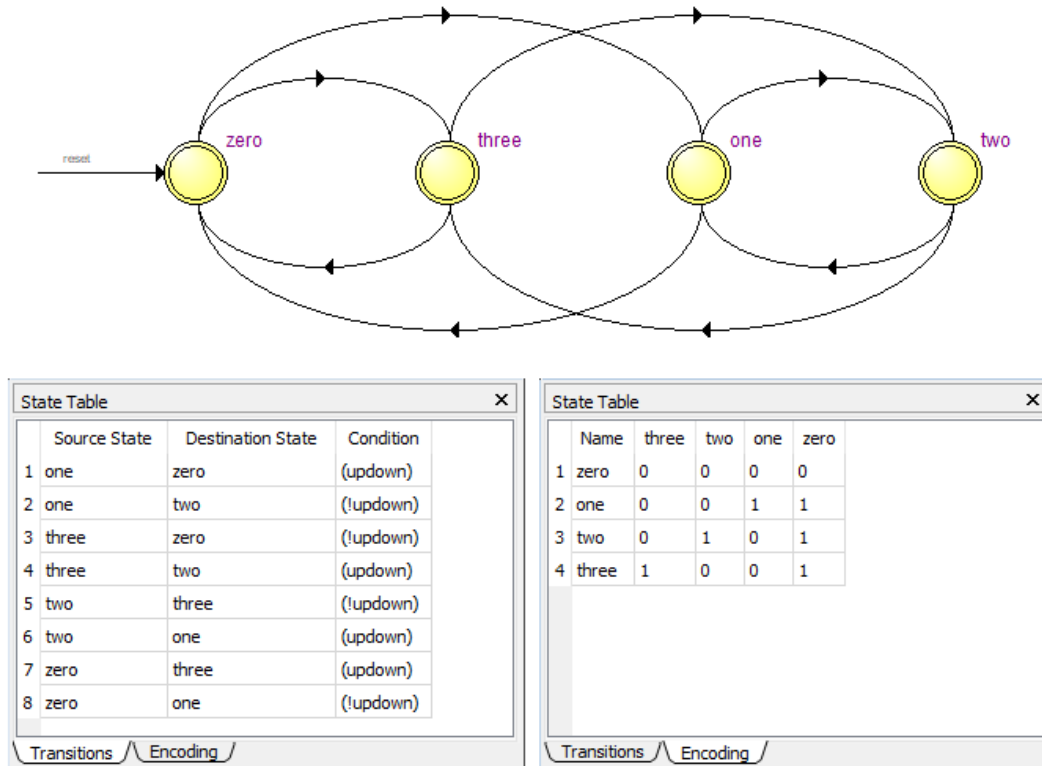 reset
zero three one two
State Table
Source State Destination State Condition
1 one zero (updown)
2 one two (!updown)
3 three zero (!updown)
4 three two (updown)
5 two three (!updown)
6 two one (updown)
7 zero three (updown)
8 zero one (!updown)
Transitions Encoding
State Table
Name three two one zero
1 zero 0 0 0 0
2 one 0 0 1 1
3 two 0 1 0 1
4 three 1 0 0 1
Transitions Encoding